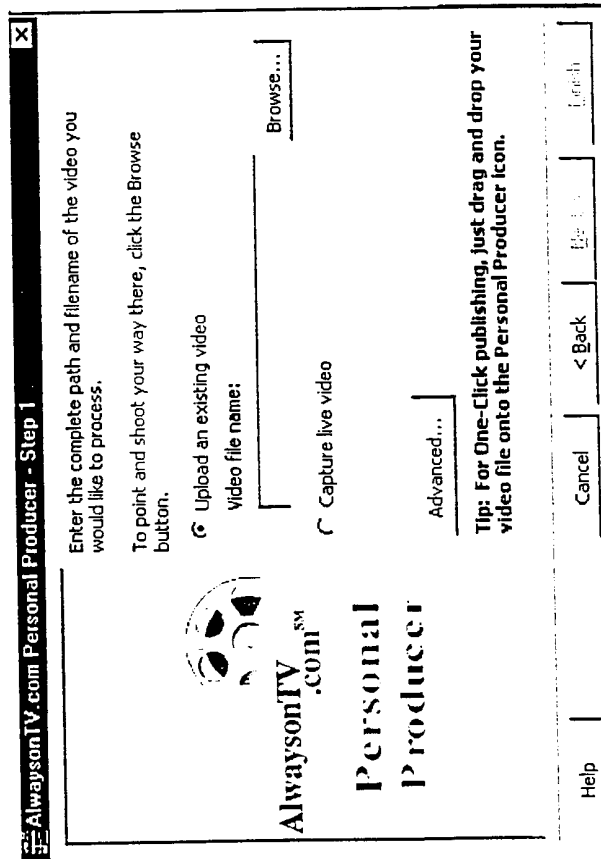 AlwaysonTV.com Personal Producer - Step 1
AlwaysonTV
.com SM
Personal
Producer
Enter the complete path and filename of the video you
would like to process.
To point and shoot your way there, click the Browse
button.
Upload an existing video
Video file name:
Browse...
Capture live video
Advanced...
Tip: For One-Click publishing, just drag and drop your
video file onto the Personal Producer icon.
Help
Cancel
< Back